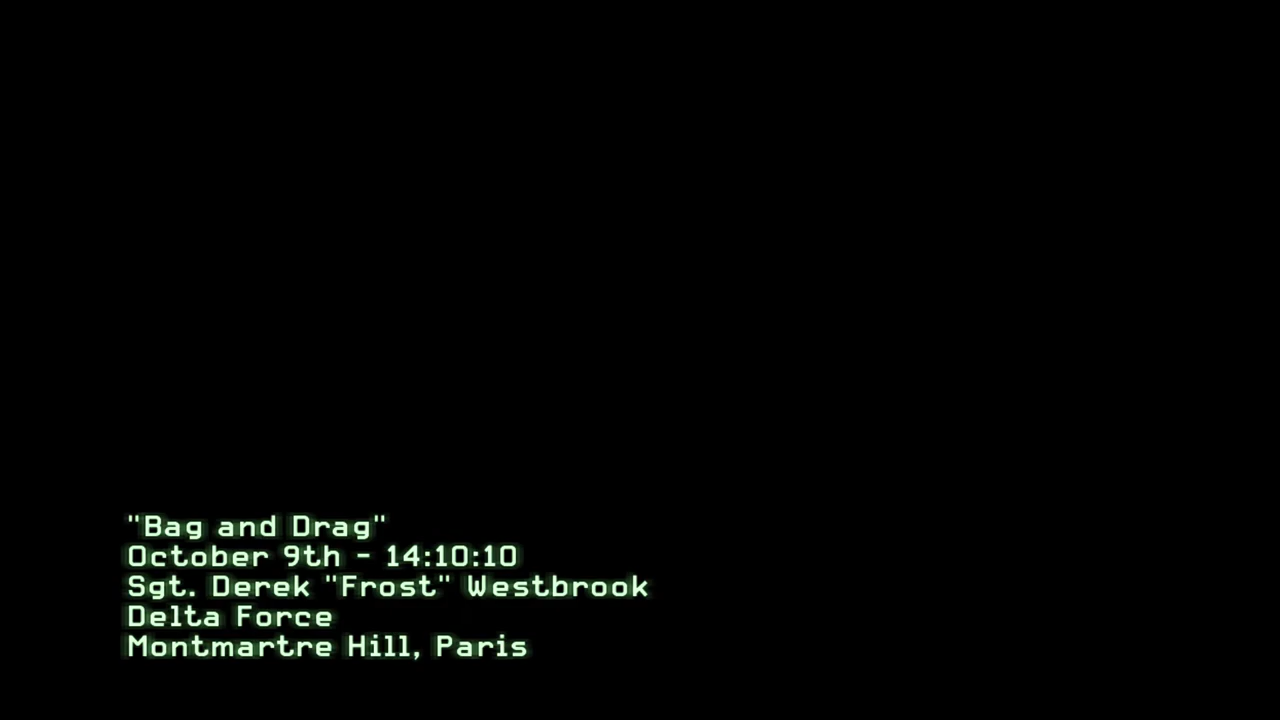 "Bag and Drag"
October 9th - 14:10:10
Sgt. Derek "Frost" Westbrook
Delta Force
Montmartre Hill, Paris